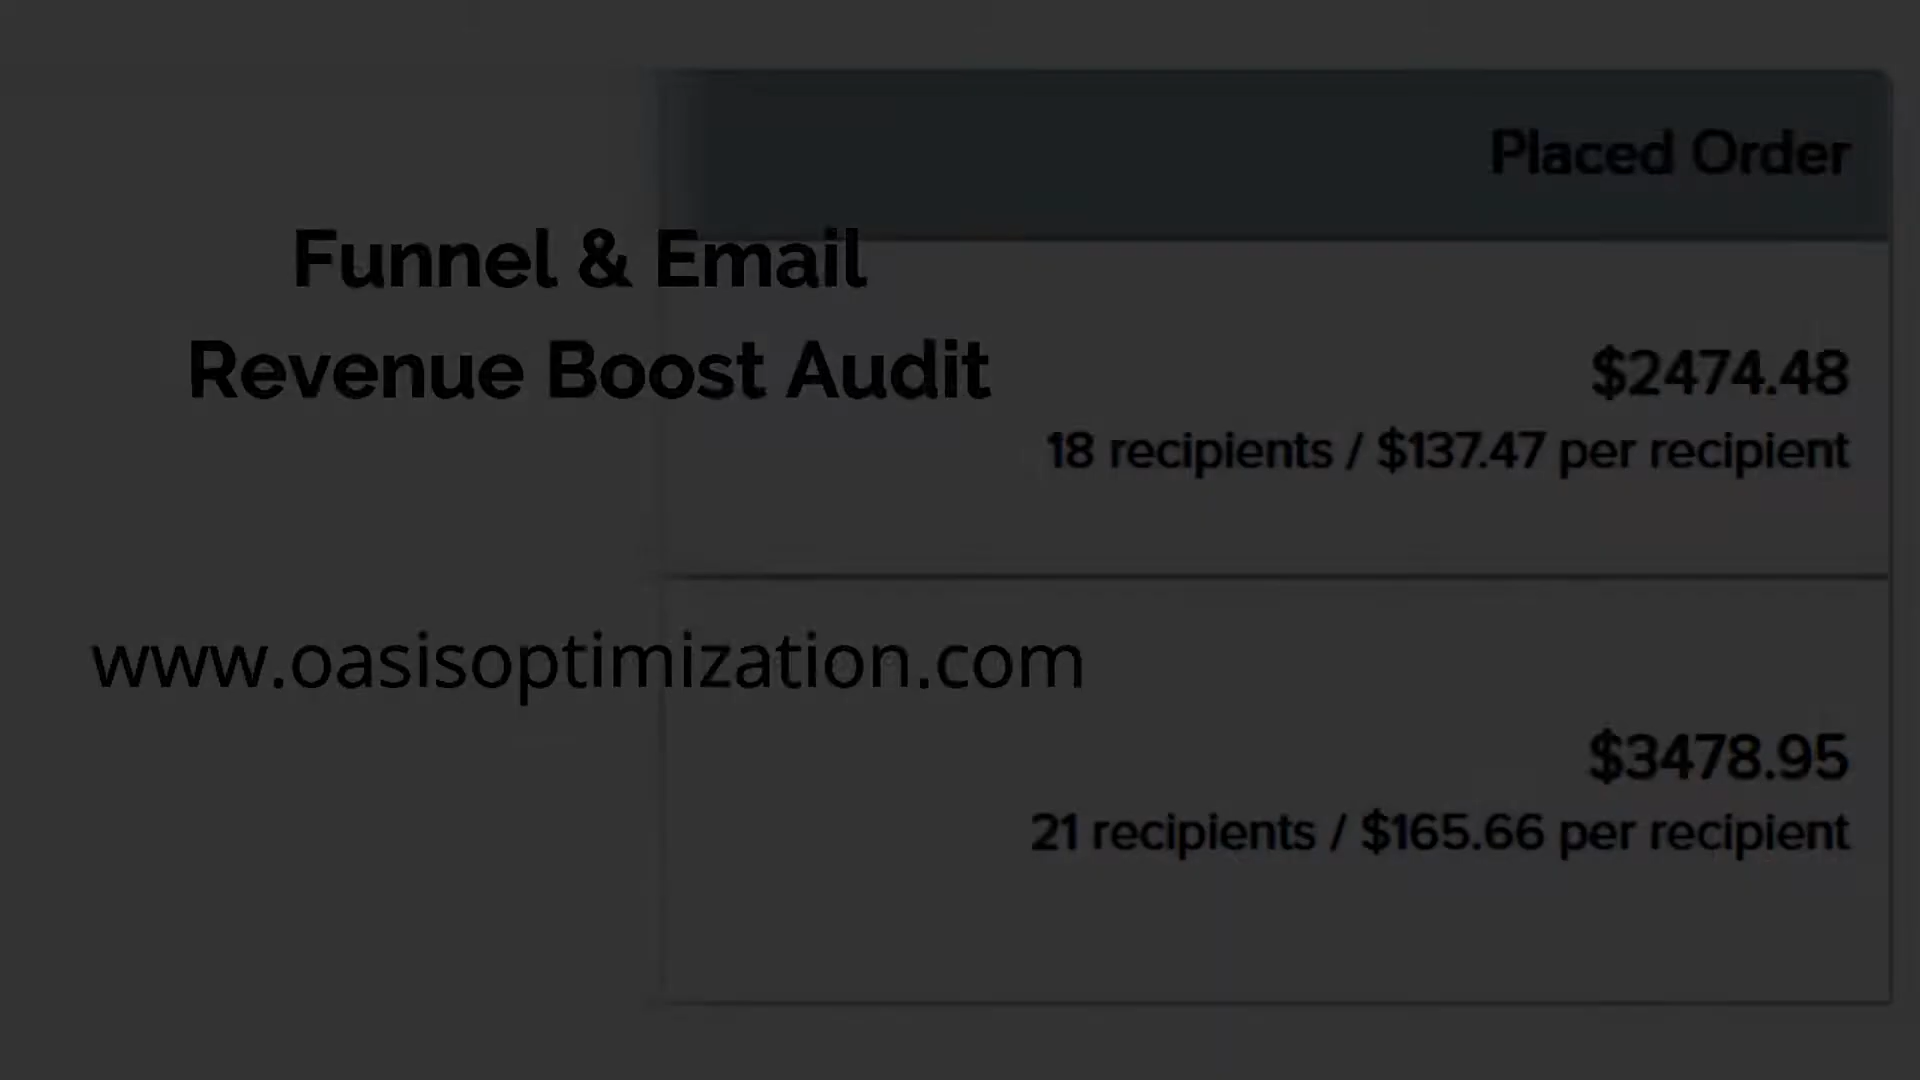 Placed Order
Funnel & Email
Revenue Boost Audit
$2474.48
18 recipients / $137.47 per recipient
www.oasisoptimization.com
$3478.95
21 recipients / $165.66 per recipient